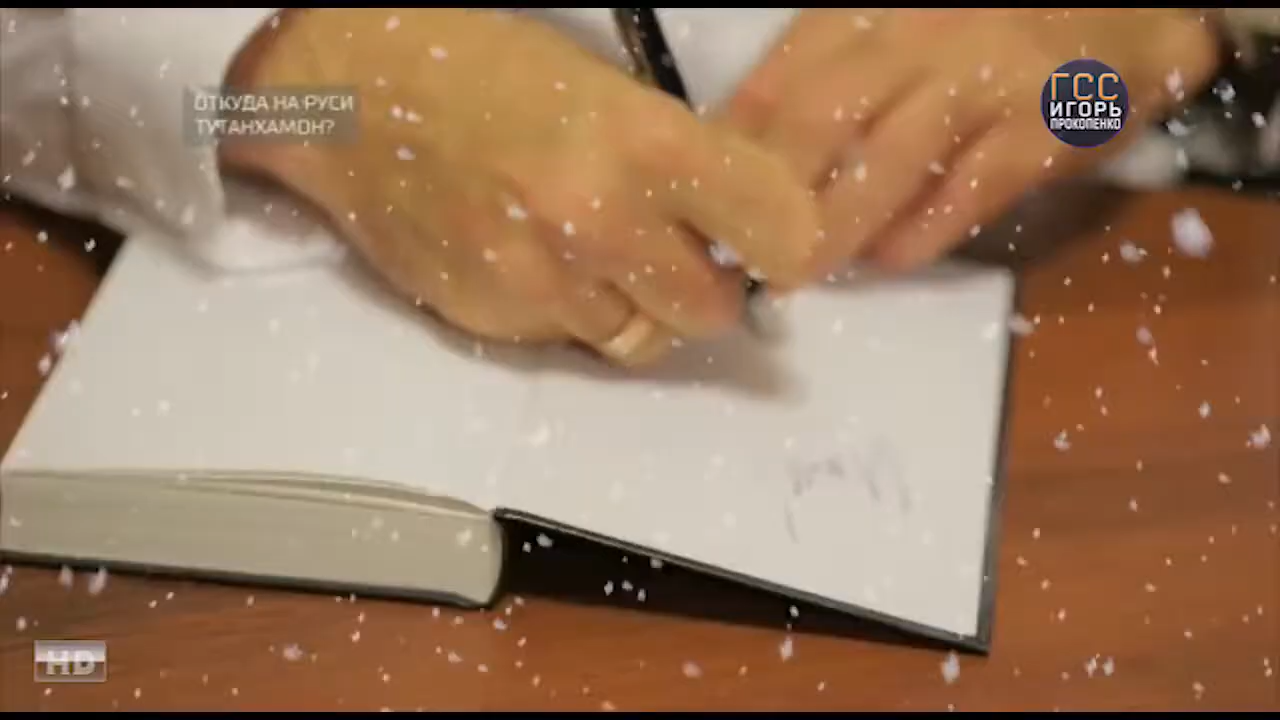 ОТКУДА НА РУСИ
ТУТАНХАМОН?
ГСС
ИГОРЬ
ПРОКОПЕНКО
HD